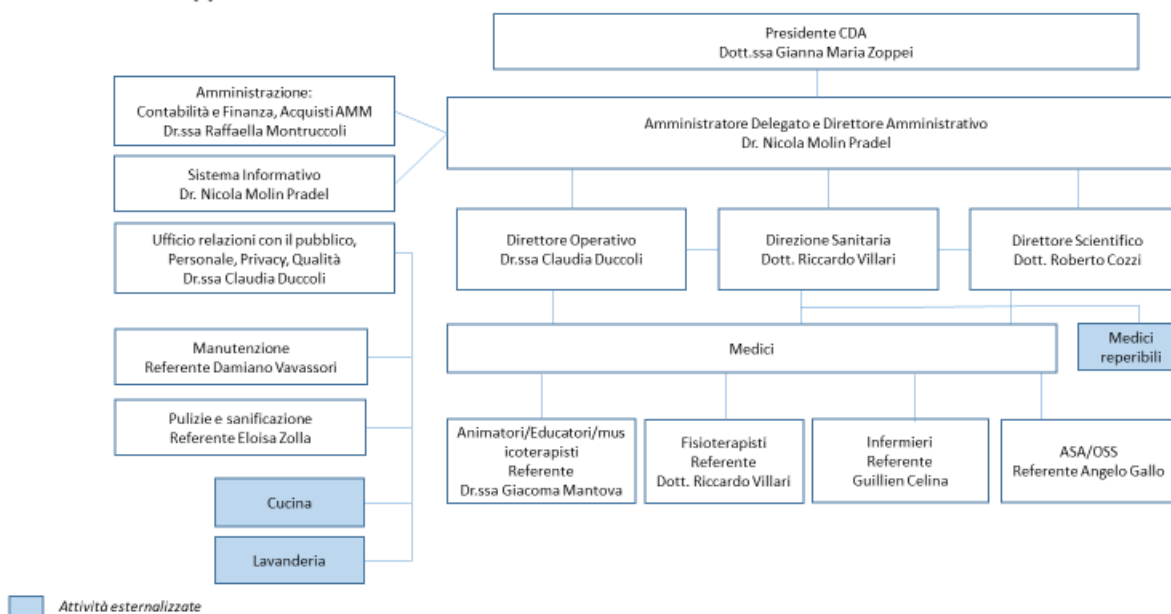 Presidente CDA
Dott.ssa Gianna Maria Zoppei
Amministrazione:
Contabilità e Finanza, Acquisti AMM
Dr.ssa Raffaella Montruccoli
Amministratore Delegato e Direttore Amministrativo
Dr. Nicola Molin Pradel
Sistema Informativo
Dr. Nicola Molin Pradel
Ufficio relazioni con il pubblico,
Personale, Privacy, Qualità
Dr.ssa Claudia Duccoli
Direttore Operativo
Dr.ssa Claudia Duccoli
Direzione Sanitaria
Dott. Riccardo Villari
Direttore Scientifico
Dott. Roberto Cozzi
Manutenzione
Referente Damiano Vavassori
Medici
Medici
reperibili
Pulizie e sanificazione
Referente Eloisa Zolla
Animatori/Educatori/mus
icoterapisti
Referente
Dr.ssa Giacoma Mantova
Fisioterapisti
Referente
Dott. Riccardo Villari
Infermieri
Referente
Guillien Celina
ASA/OSS
Referente Angelo Gallo
Cucina
Lavanderia
Attività esternalizzate